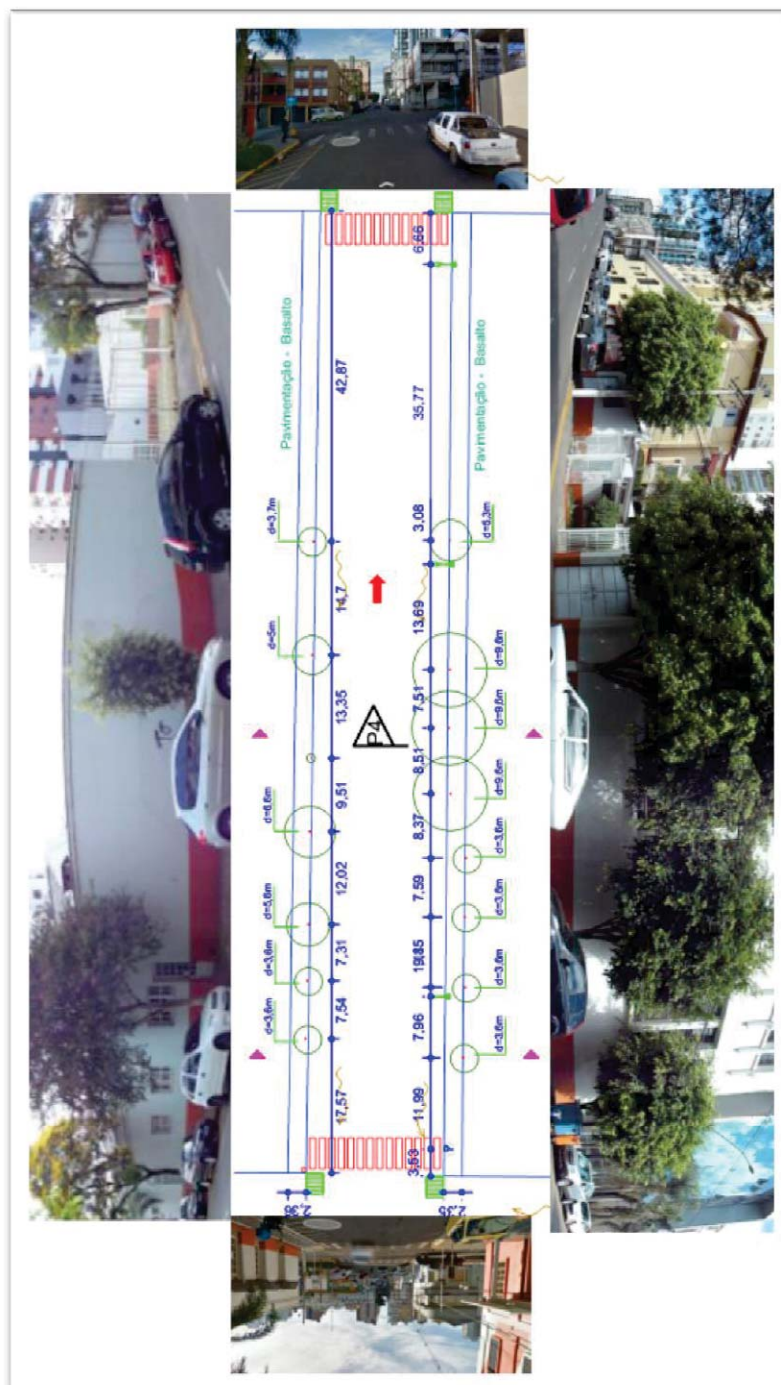 Pavimentação - Basalto
42,87
d=3,7m
14,7
d=5m
13,35
9,51
d=6,6m
12,02
d=5,6m
7,31
d=3,6m
7,54
d=3,6m
17,57
P4
6,66
Pavimentação - Basalto
35,77
3,08
d=5,3m
13,69
d=9,6m
7,51
d=9,6m
8,51
d=9,6m
8,37
d=3,6m
7,59
d=3,6m
d=3,6m
7,96
d=3,6m
11,99
3,53
2,35